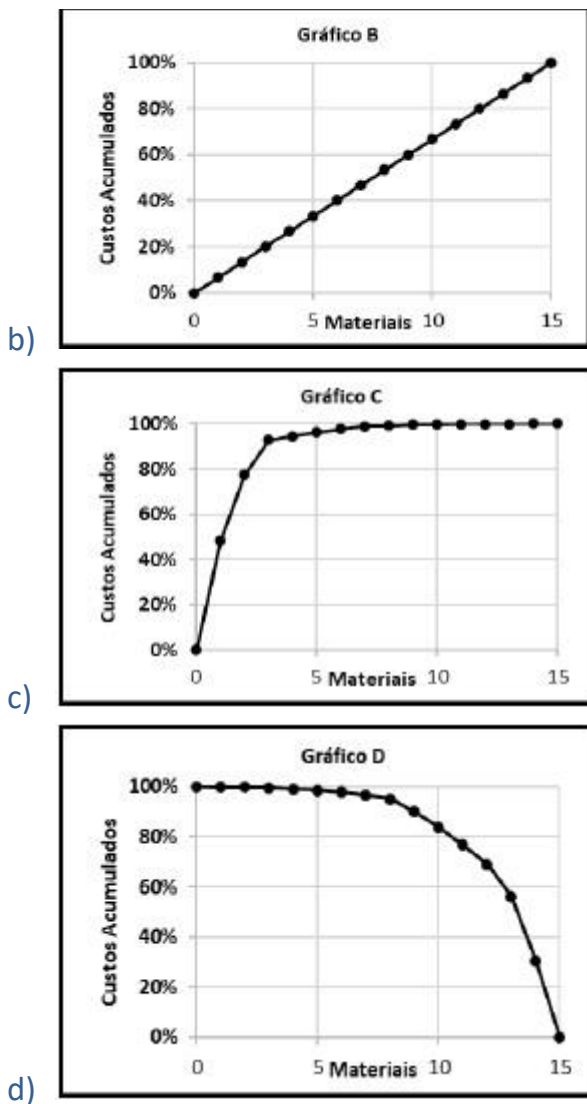 Gráfico B
100%
80%
60%
40%
20%
0%
Custos Acumulados
0 5 Materiais 10 15
b)
Gráfico C
100%
80%
60%
40%
20%
0%
Custos Acumulados
0 5 Materiais 10 15
c)
Gráfico D
100%
80%
60%
40%
20%
0%
Custos Acumulados
0 5 Materiais 10 15
d)